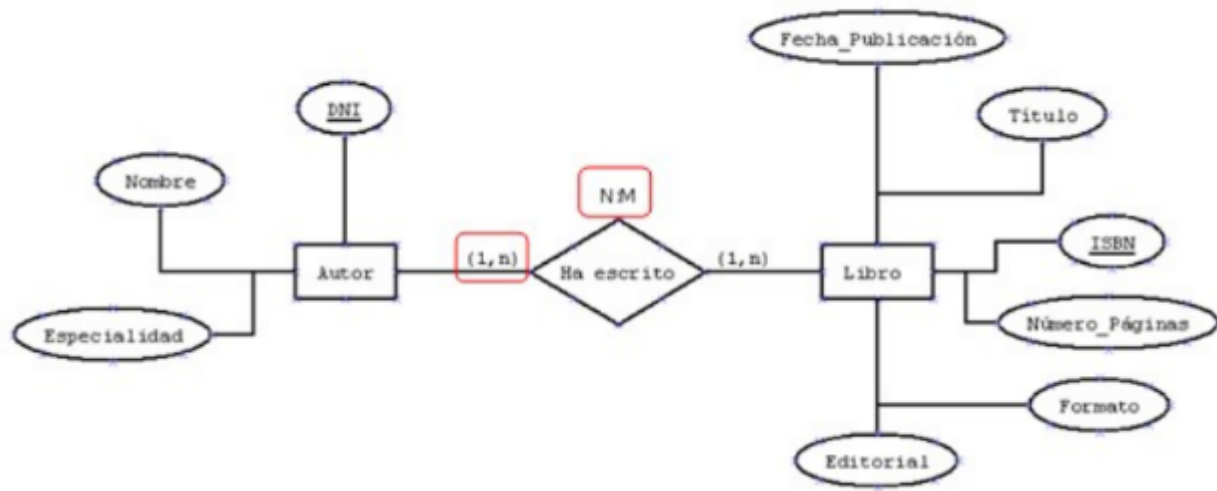 Fecha_Publicación
DNI
Título
Nombre
N:M
ISBN
Autor
(1,n)
Ha escrito
(1,n)
Libro
Especialidad
Número_Páginas
Formato
Editorial